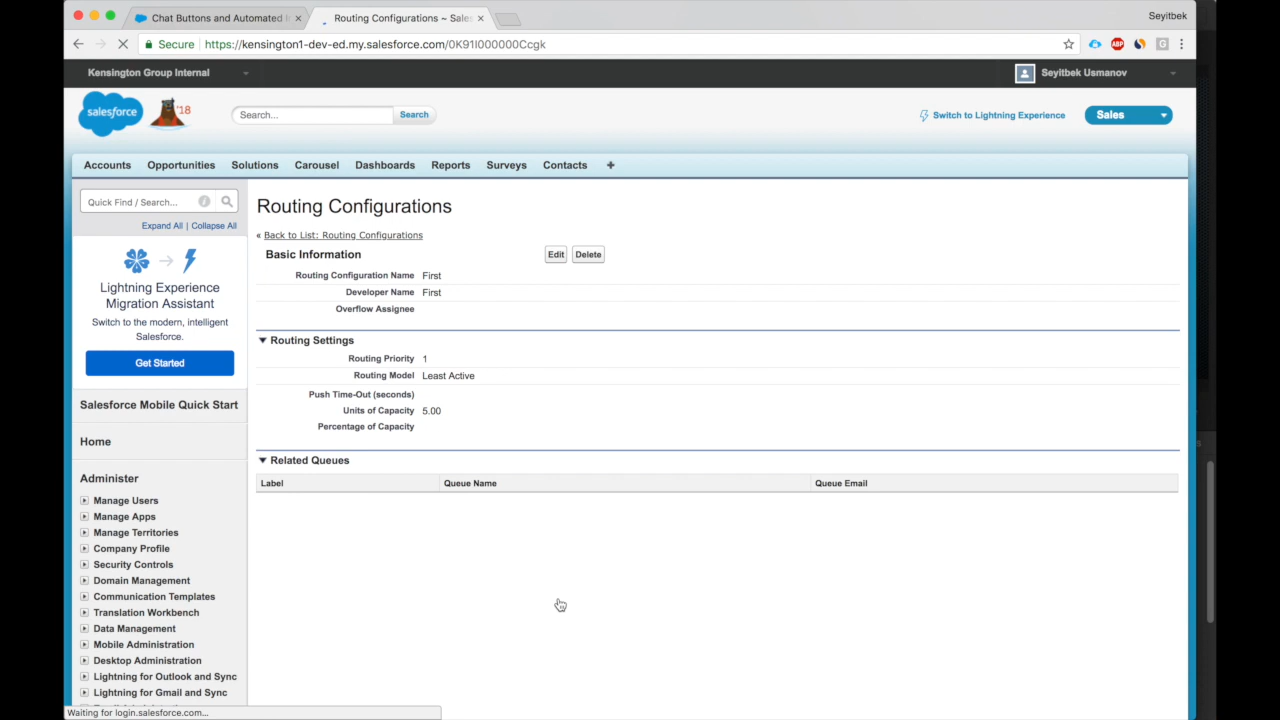 Chat Buttons and Automated I
Routing Configurations ~ Sales
Seyitbek
Secure
https://kensington1-dev-ed.my.salesforce.com/0K91I000000Ccgk
ABP
G
Kensington Group Internal
Seyitbek Usmanov
salesforce
'18
Search...
Search
Switch to Lightning Experience
Sales
Accounts Opportunities Solutions Carousel Dashboards Reports Surveys Contacts +
Quick Find / Search...
Expand All | Collapse All
Lightning Experience
Migration Assistant
Switch to the modern, intelligent
Salesforce.
Get Started
Salesforce Mobile Quick Start
Home
Administer
Manage Users
Manage Apps
Manage Territories
Company Profile
Security Controls
Domain Management
Communication Templates
Translation Workbench
Data Management
Mobile Administration
Desktop Administration
Lightning for Outlook and Sync
Lightning for Gmail and Sync
Routing Configurations
« Back to List: Routing Configurations
Basic Information
Edit Delete
Routing Configuration Name First
Developer Name First
Overflow Assignee
Routing Settings
Routing Priority 1
Routing Model Least Active
Push Time-Out (seconds)
Units of Capacity 5.00
Percentage of Capacity
Related Queues
Label Queue Name Queue Email
Waiting for login.salesforce.com...